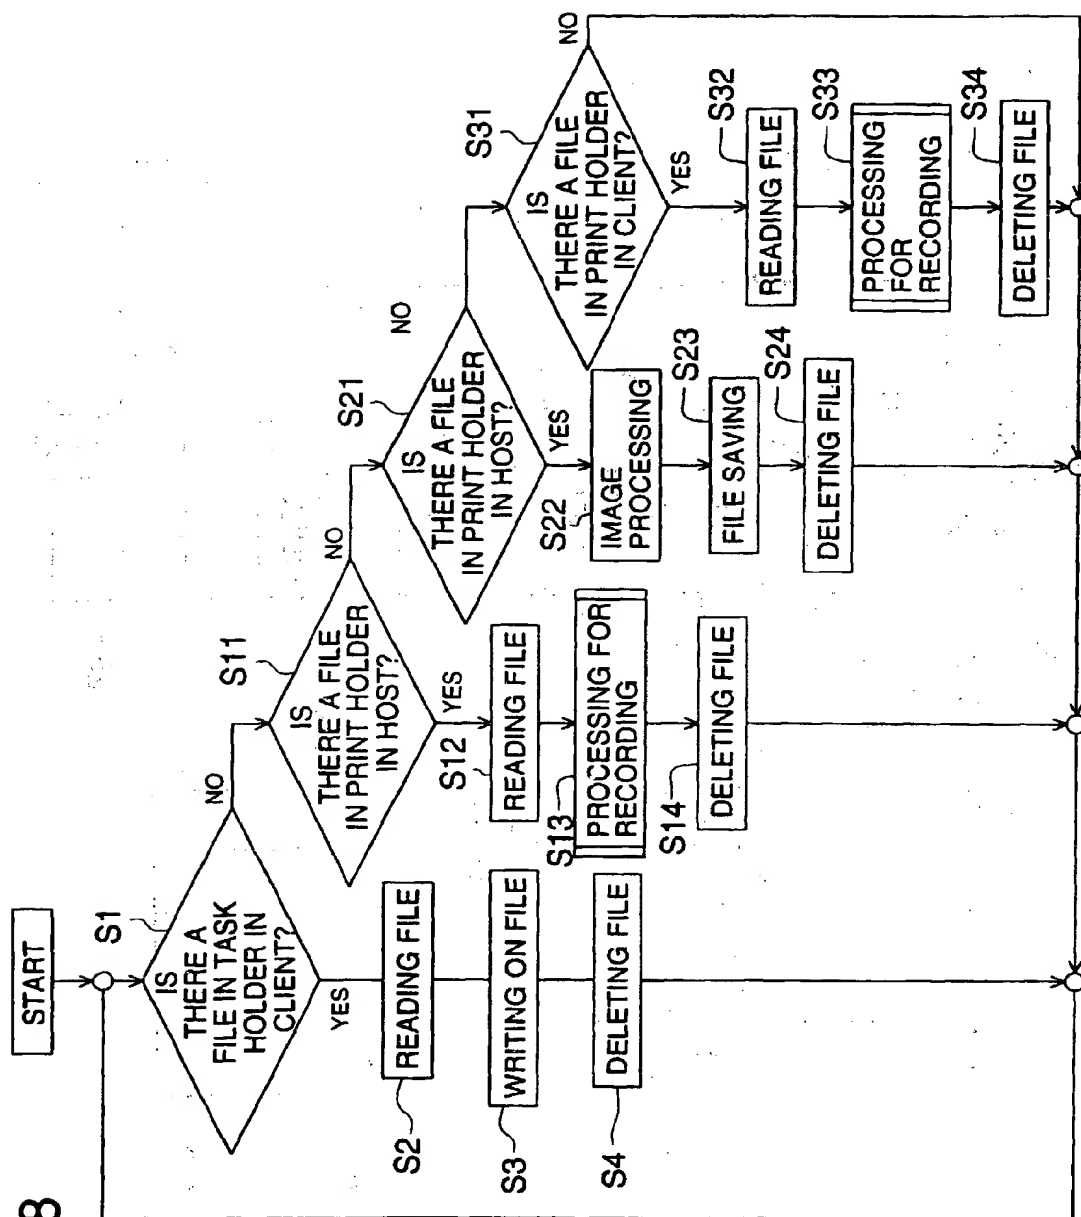 8
START
S1
IS
THERE A
FILE IN TASK
HOLDER IN
CLIENT?
NO
YES
S2
READING FILE
S3
WRITING ON FILE
S4
DELETING FILE
S11
IS
THERE A FILE
IN PRINT HOLDER
IN HOST?
NO
YES
S12
READING FILE
S13
PROCESSING FOR
RECORDING
S14
DELETING FILE
S21
IS
THERE A FILE
IN PRINT HOLDER
IN HOST?
NO
YES
S22
IMAGE
PROCESSING
S23
FILE SAVING
S24
DELETING FILE
S31
IS
THERE A FILE
IN PRINT HOLDER
IN CLIENT?
NO
YES
S32
READING FILE
S33
PROCESSING
FOR
RECORDING
S34
DELETING FILE